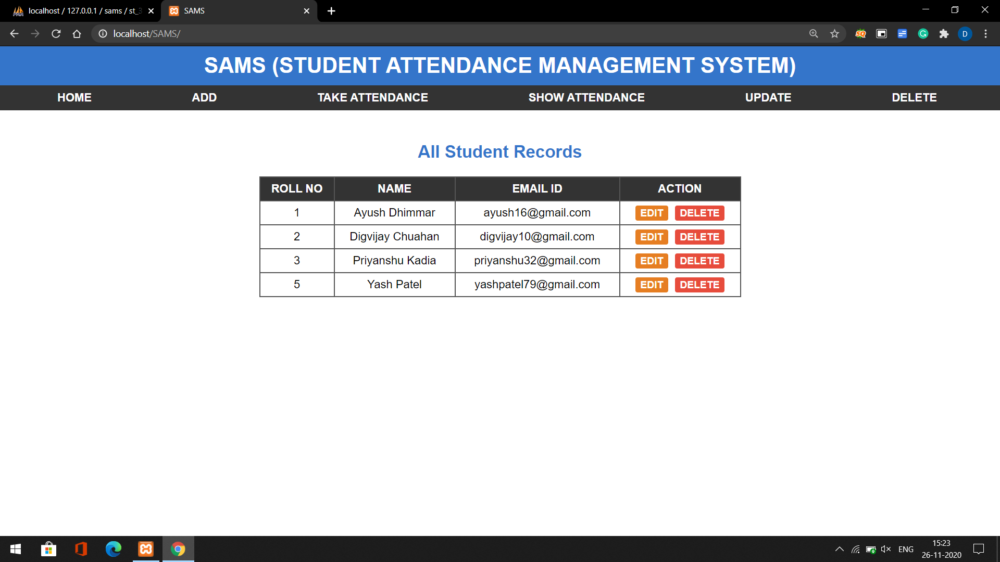 localhost / 127.0.0.1 / sams / st_3
SAMS
localhost/SAMS/
D
SAMS (STUDENT ATTENDANCE MANAGEMENT SYSTEM)
HOME ADD TAKE ATTENDANCE SHOW ATTENDANCE UPDATE DELETE
All Student Records
ROLL NO NAME EMAIL ID ACTION
1 Ayush Dhimmar ayush16@gmail.com EDIT DELETE
2 Digvijay Chuahan digvijay10@gmail.com EDIT DELETE
3 Priyanshu Kadia priyanshu32@gmail.com EDIT DELETE
5 Yash Patel yashpatel79@gmail.com EDIT DELETE
ENG
15:23
26-11-2020